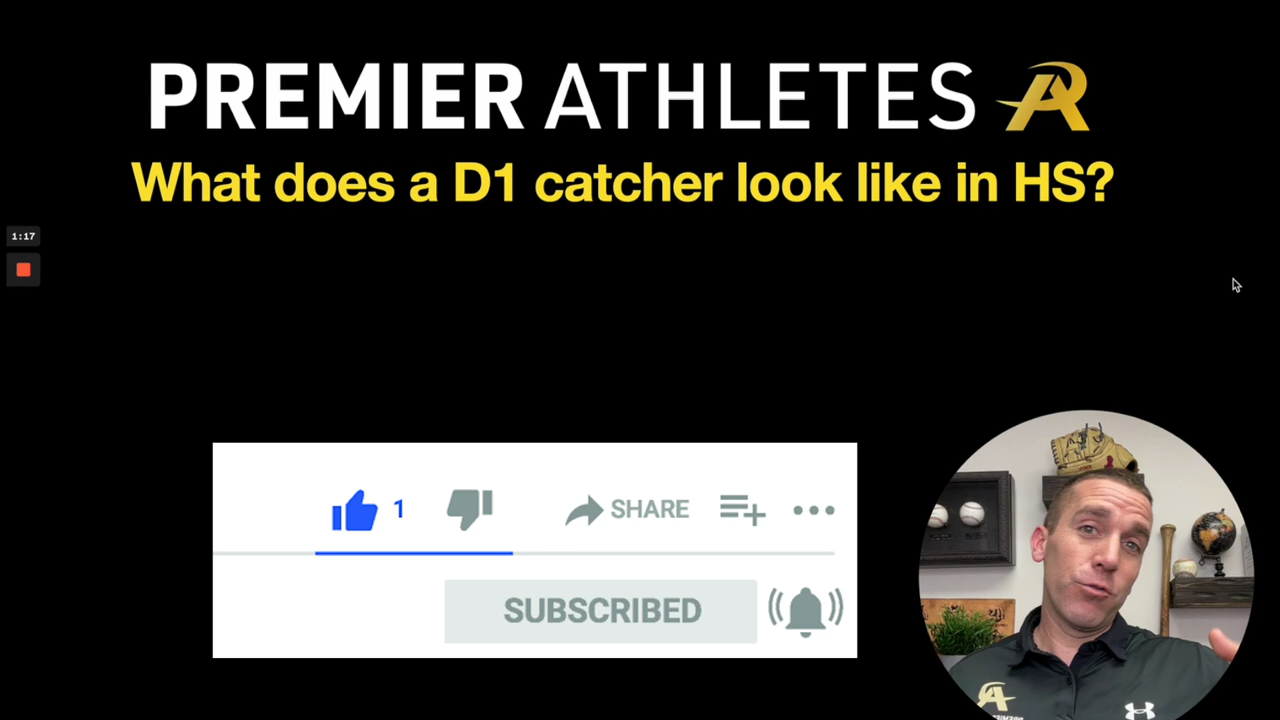 PREMIER ATHLETES
What does a D1 catcher look like in HS?
1:17
1
SHARE
SUBSCRIBED